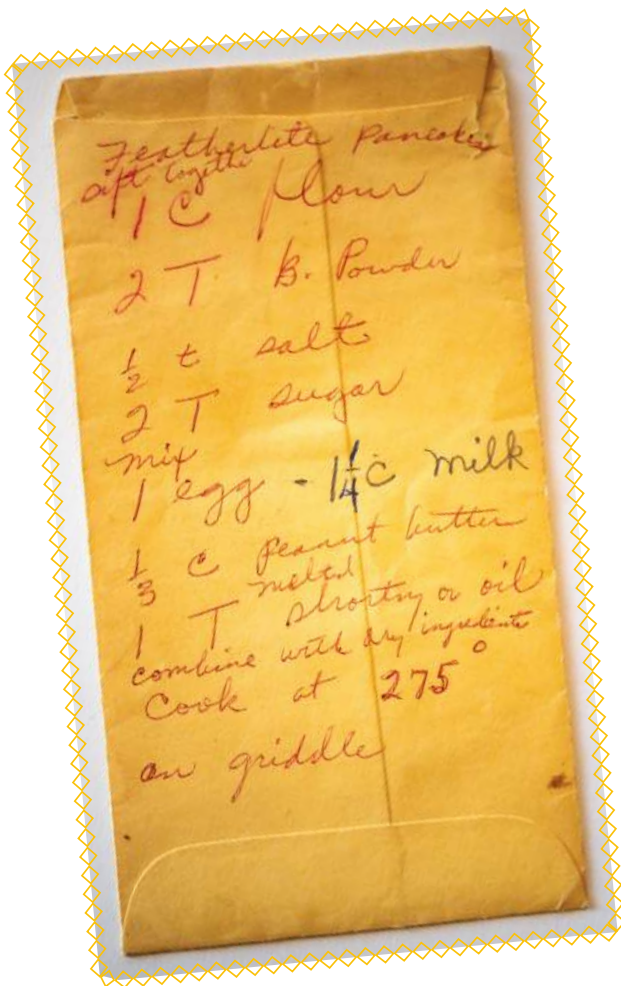 Featherlite Pancakes
Sift together
1 C flour
2 T B. Powder
1/2 t salt
2 T sugar
mix
1 egg - 1 1/4 C milk
1/3 C Peanut butter
melted
1 T shortng or oil
combine with dry ingredients
Cook at 275°
on griddle